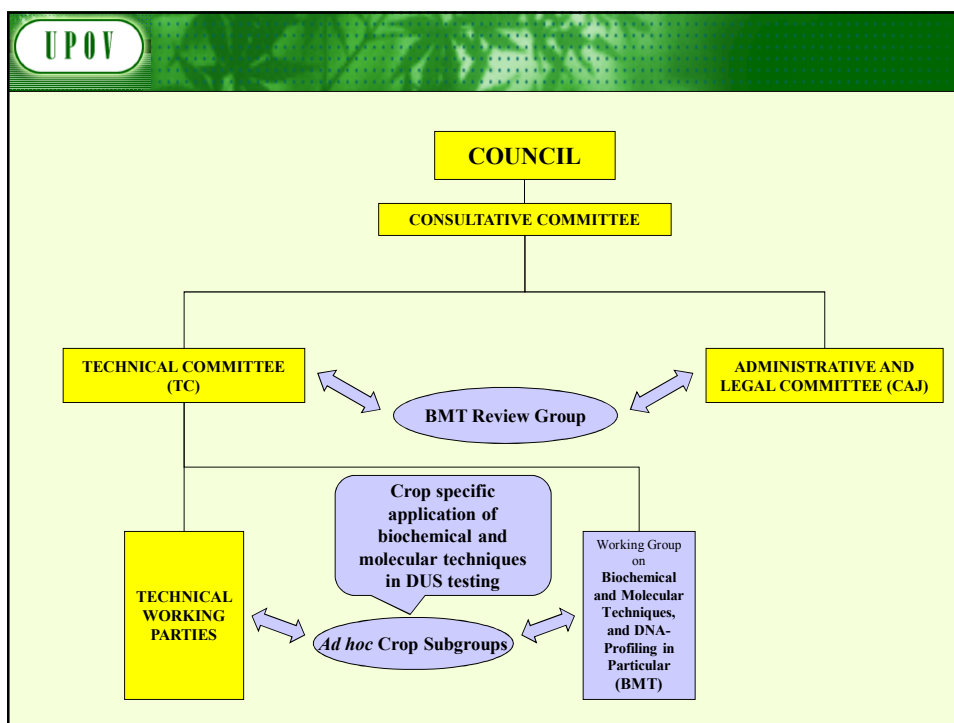 UPOV
COUNCIL
CONSULTATIVE COMMITTEE
TECHNICAL COMMITTEE
(TC)
ADMINISTRATIVE AND
LEGAL COMMITTEE (CAJ)
BMT Review Group
Crop specific
application of
biochemical and
molecular techniques
in DUS testing
TECHNICAL
WORKING
PARTIES
Ad hoc Crop Subgroups
Working Group
on
Biochemical
and Molecular
Techniques,
and DNA-
Profiling in
Particular
(BMT)